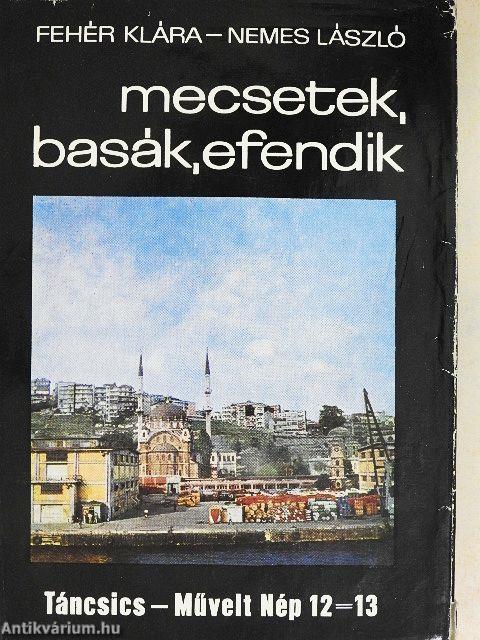 FEHÉR KLÁRA – NEMES LÁSZLÓ
mecsetek,
basák, efendik
Táncsics – Művelt Nép 12=13
Antikvárium.hu